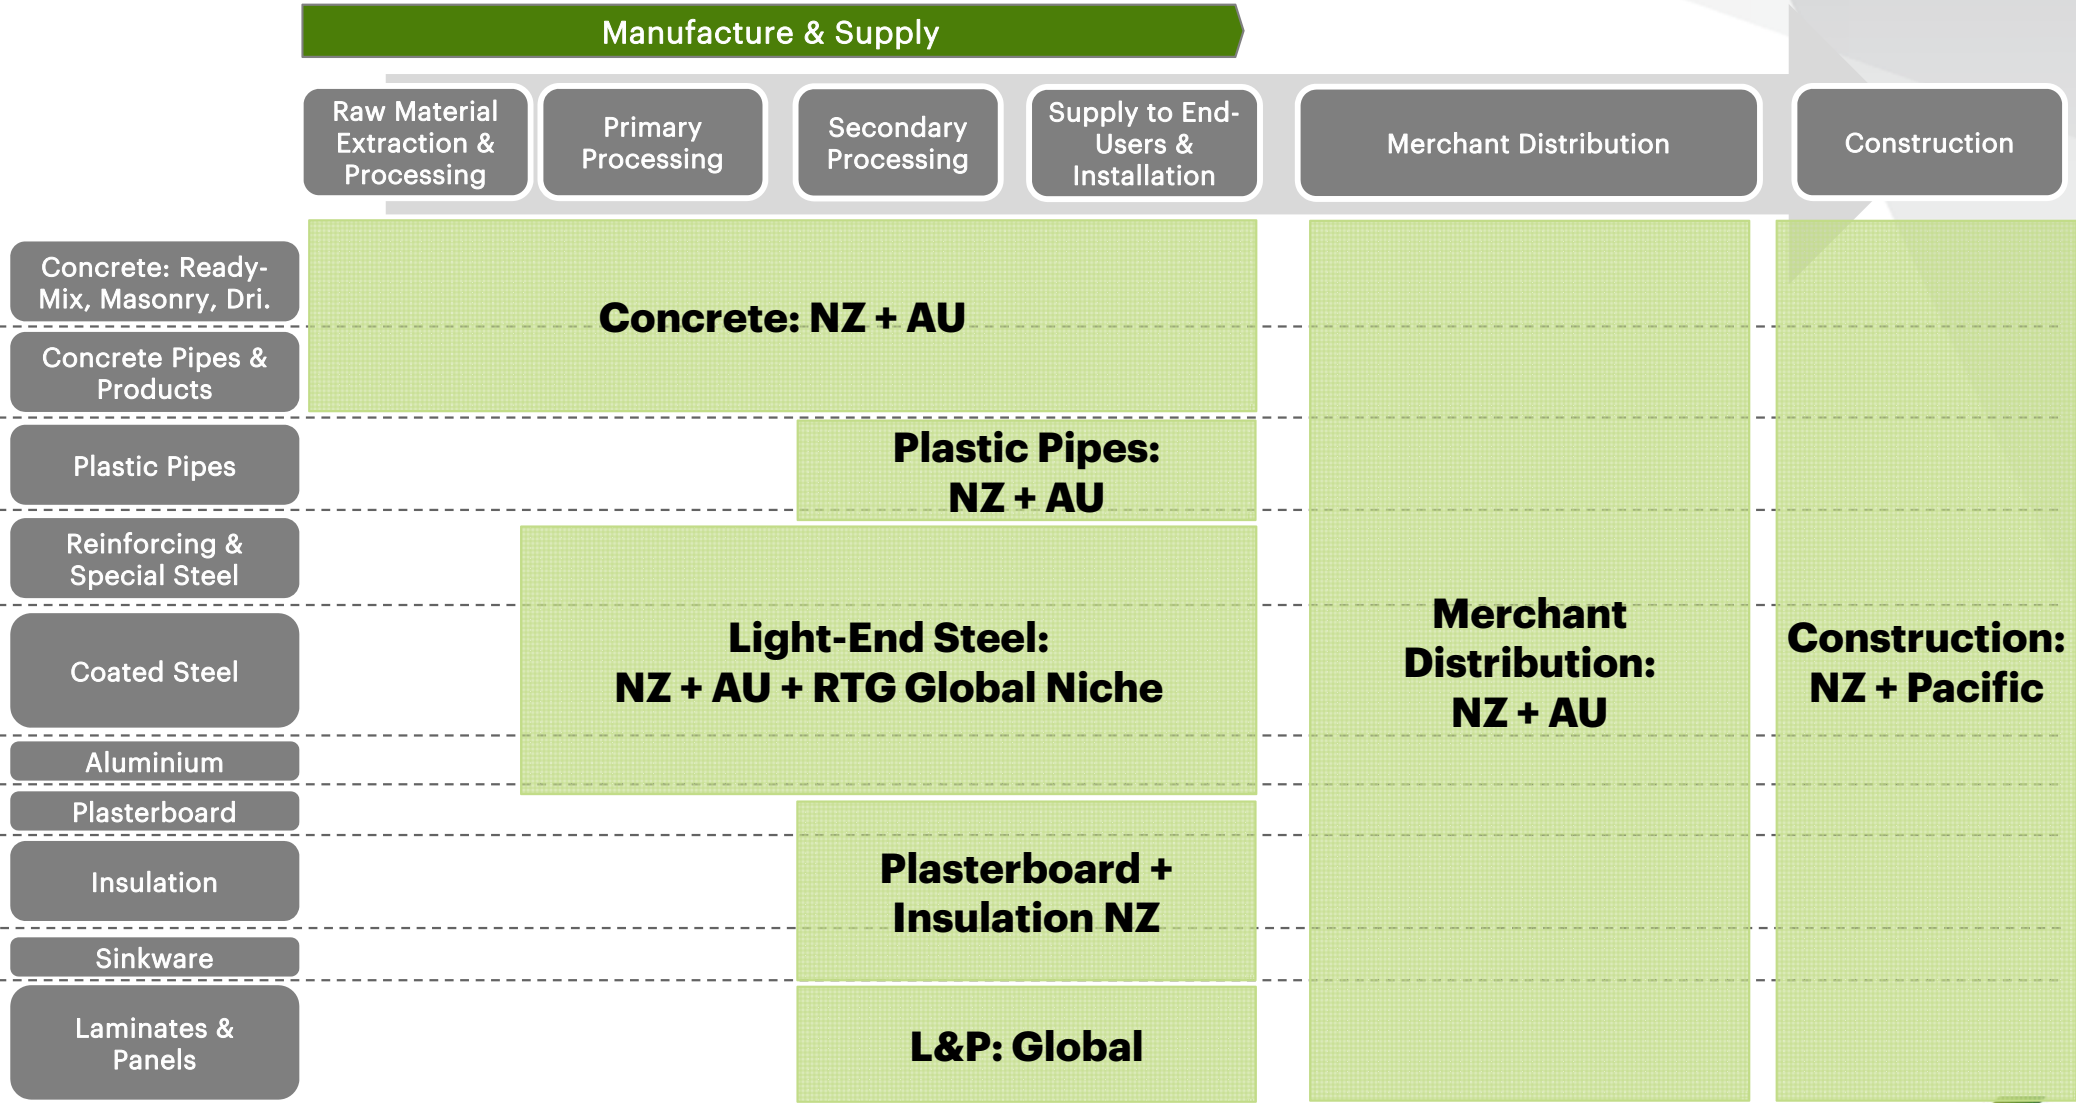 Manufacture & Supply
Raw Material
Extraction &
Processing
Primary
Processing
Secondary
Processing
Supply to End-
Users &
Installation
Merchant Distribution
Construction
Concrete: Ready-
Mix, Masonry, Dri.
Concrete Pipes &
Products
Plastic Pipes
Reinforcing &
Special Steel
Coated Steel
Aluminium
Plasterboard
Insulation
Sinkware
Laminates &
Panels
Concrete: NZ + AU
Plastic Pipes:
NZ + AU
Light-End Steel:
NZ + AU + RTG Global Niche
Plasterboard +
Insulation NZ
L&P: Global
Merchant
Distribution:
NZ + AU
Construction:
NZ + Pacific